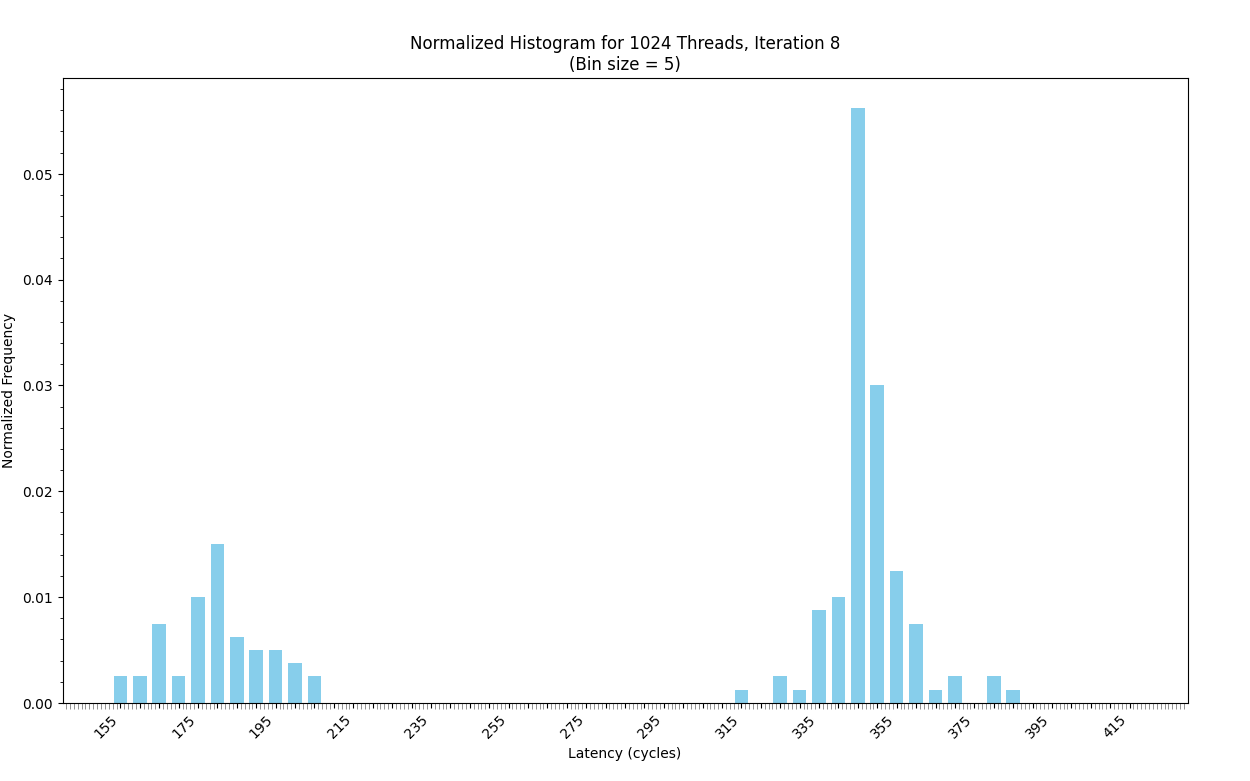 Normalized Histogram for 1024 Threads, Iteration 8
(Bin size = 5)
Normalized Frequency
0.05
0.04
0.03
0.02
0.01
0.00
155 175 195 215 235 255 275 295 315 335 355 375 395 415
Latency (cycles)